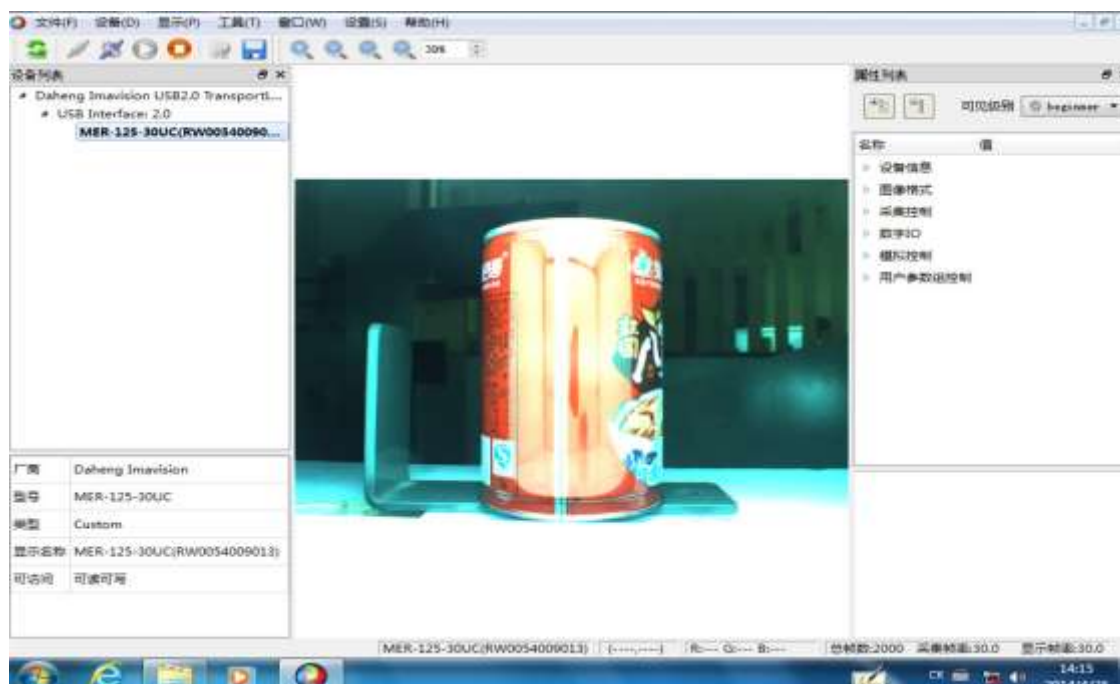 文件(F) 设备(D) 显示(P) 工具(T) 窗口(W) 设置(S) 帮助(H)
30%
设备列表
Daheng Imavision USB2.0 Transportl...
USB Interface: 2.0
MER-125-30UC(RW00540090...
厂商 Daheng Imavision
型号 MER-125-30UC
类型 Custom
显示名称 MER-125-30UC(RW0054009013)
可访问 可读可写
属性列表
可见级别 beginner
名称 值
设备信息
图像格式
采集控制
数字IO
模拟控制
用户参数组控制
MER-125-30UC(RW0054009013) (----,----) R:--- G:--- B:--- 总帧数:2000 采集帧率:30.0 显示帧率:30.0
CK 14:15